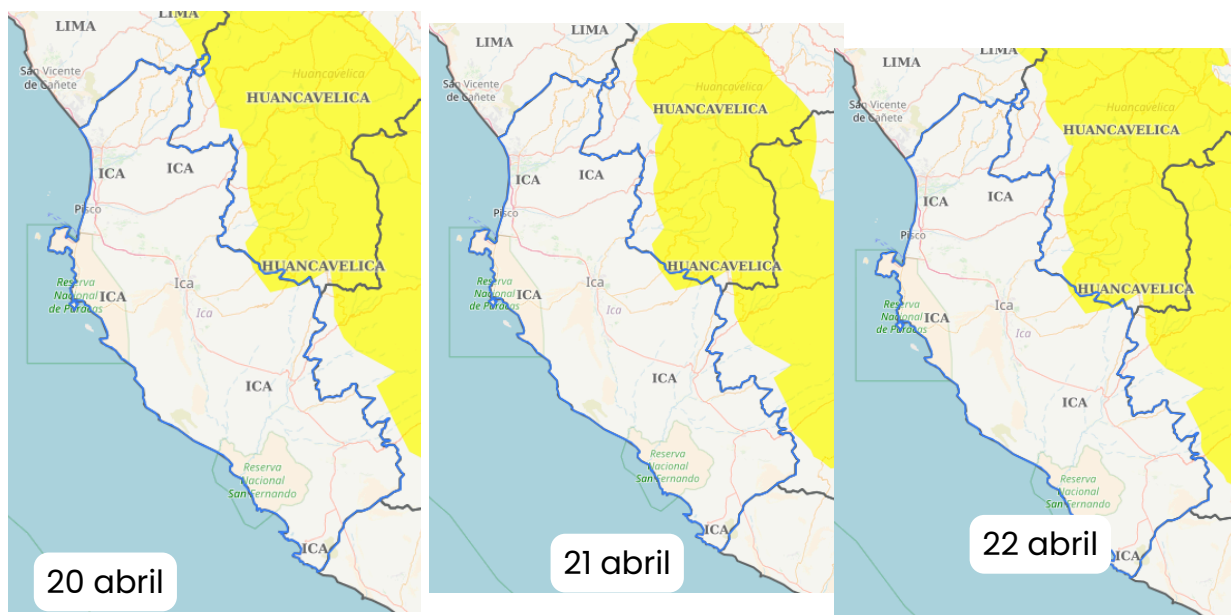 LIMA
LIMA
San Vicente
de Cañete
Huancavelica
HUANCAVELICA
ICA
ICA
Pisco
HUANCAVELICA
Reserva
Nacional
de Paracas
ICA
Ica
Ica
ICA
Reserva
Nacional
San Fernando
ICA
20 abril
LIMA
LIMA
San Vicente
de Cañete
Huancavelica
HUANCAVELICA
ICA
ICA
Pisco
HUANCAVELICA
Reserva
Nacional
de Paracas
ICA
Ica
Ica
ICA
Reserva
Nacional
San Fernando
ICA
21 abril
LIMA
LIMA
San Vicente
de Cañete
Huancavelica
HUANCAVELICA
ICA
ICA
Pisco
HUANCAVELICA
Reserva
Nacional
de Paracas
ICA
Ica
Ica
ICA
Reserva
Nacional
San Fernando
ICA
22 abril